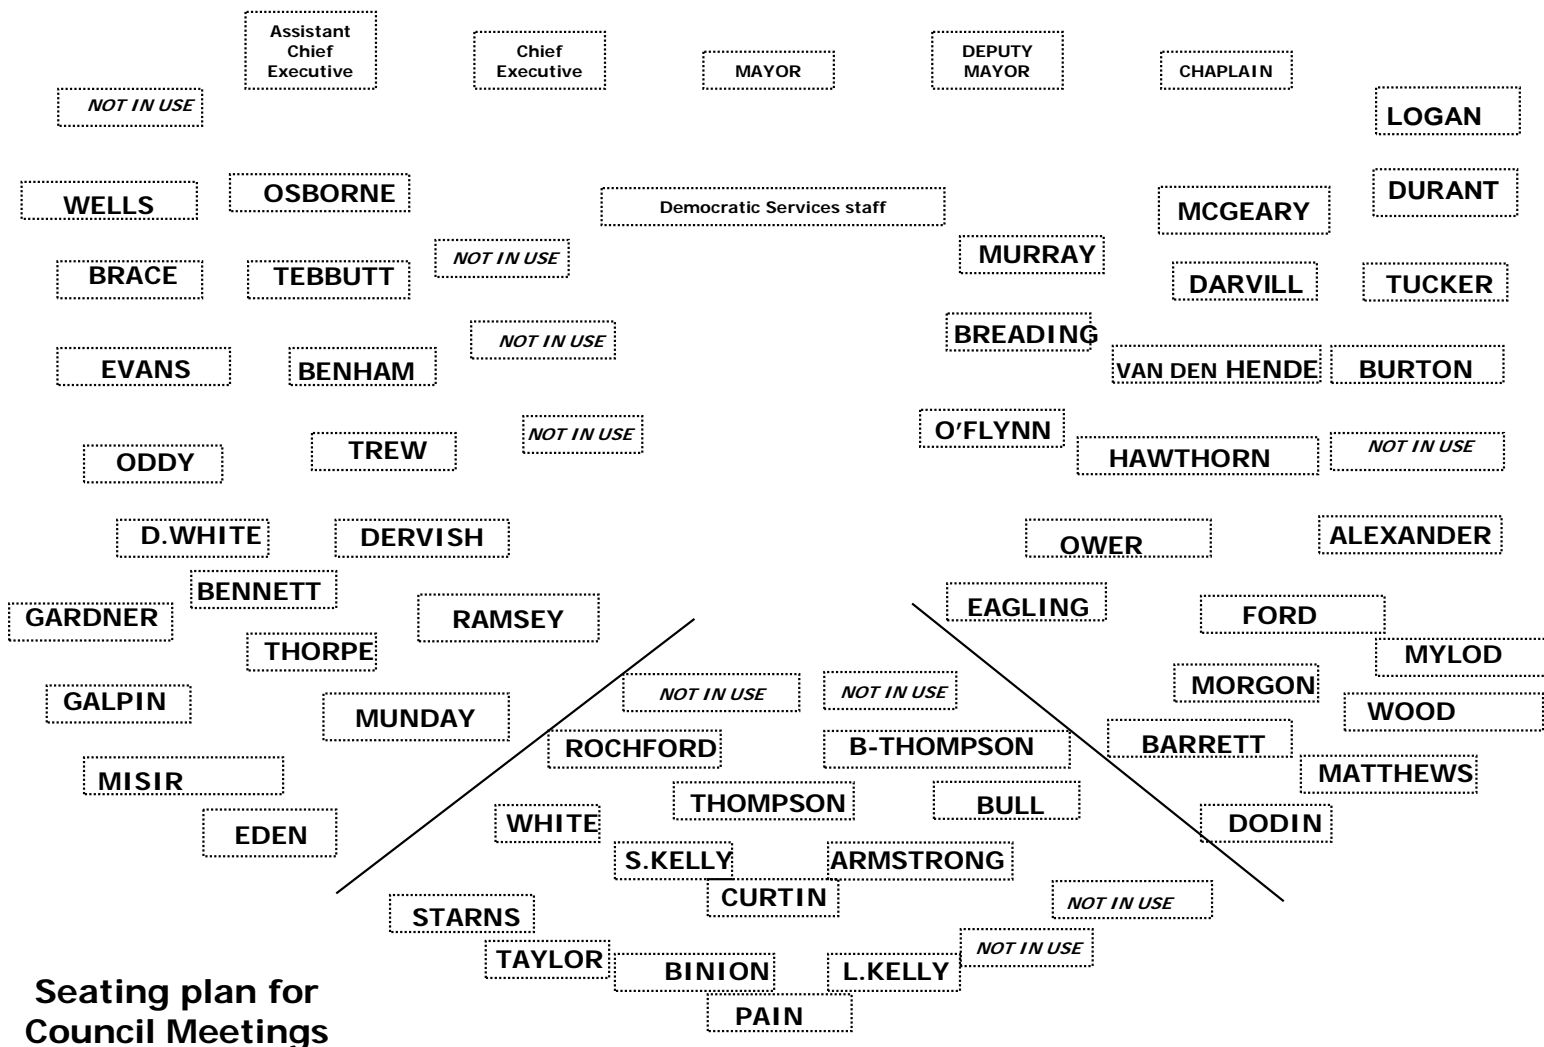 Assistant
Chief
Executive
Chief
Executive
MAYOR
DEPUTY
MAYOR
CHAPLAIN
NOT IN USE
LOGAN
WELLS
OSBORNE
Democratic Services staff
MCGEARY
DURANT
BRACE
TEBBUTT
NOT IN USE
MURRAY
DARVILL
TUCKER
EVANS
BENHAM
NOT IN USE
BREADING
VAN DEN HENDE
BURTON
ODDY
TREW
NOT IN USE
O'FLYNN
HAWTHORN
NOT IN USE
D.WHITE
DERVISH
OWER
ALEXANDER
BENNETT
GARDNER
RAMSEY
EAGLING
FORD
THORPE
MYLOD
GALPIN
MUNDAY
NOT IN USE
NOT IN USE
MORGON
WOOD
ROCHFORD
B-THOMPSON
BARRETT
MISIR
MATTHEWS
THOMPSON
BULL
EDEN
WHITE
DODIN
S.KELLY
ARMSTRONG
CURTIN
NOT IN USE
STARNS
TAYLOR
BINION
L.KELLY
NOT IN USE
PAIN
Seating plan for
Council Meetings